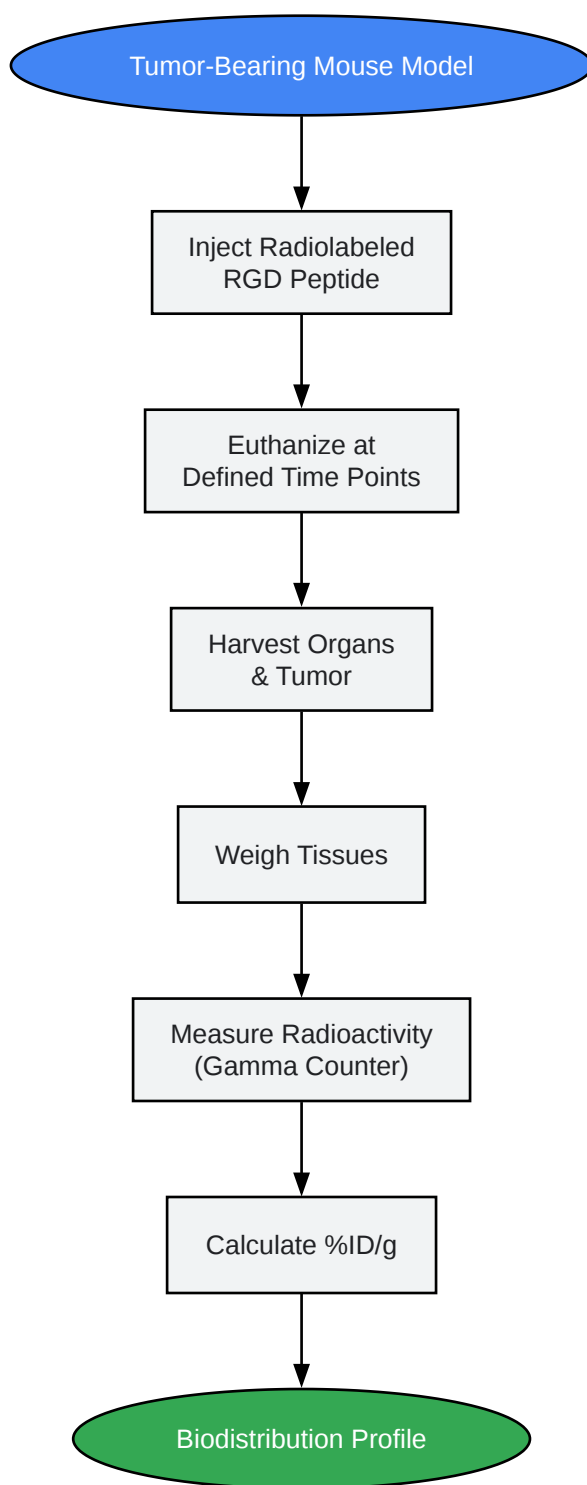 Tumor-Bearing Mouse Model
Inject Radiolabeled
RGD Peptide
Euthanize at
Defined Time Points
Harvest Organs
& Tumor
Weigh Tissues
Measure Radioactivity
(Gamma Counter)
Calculate %ID/g
Biodistribution Profile